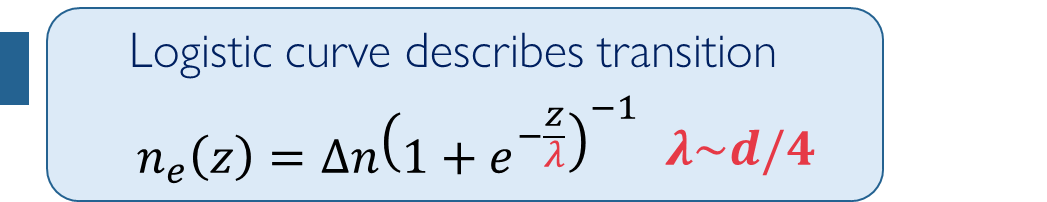 Logistic curve describes transition
n_e(z) = Δn(1 + e^{-z/λ})^{-1} λ~d/4